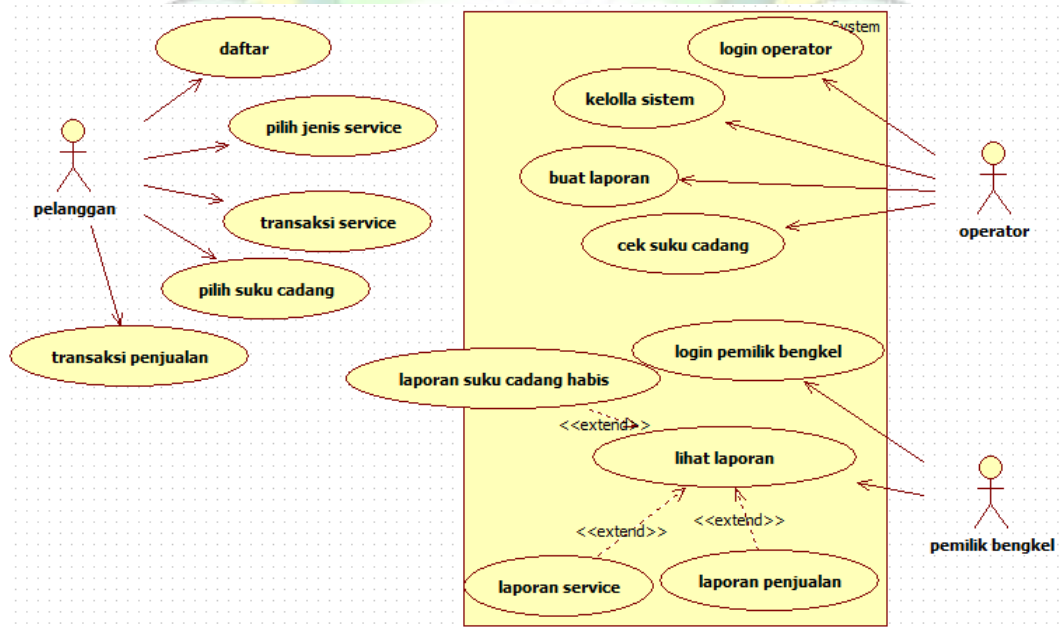 System
daftar
login operator
kelolla sistem
pilih jenis service
buat laporan
pelanggan
transaksi service
operator
cek suku cadang
pilih suku cadang
transaksi penjualan
login pemilik bengkel
laporan suku cadang habis
<<extend>>
lihat laporan
<<extend>>
<<extend>>
pemilik bengkel
laporan service
laporan penjualan